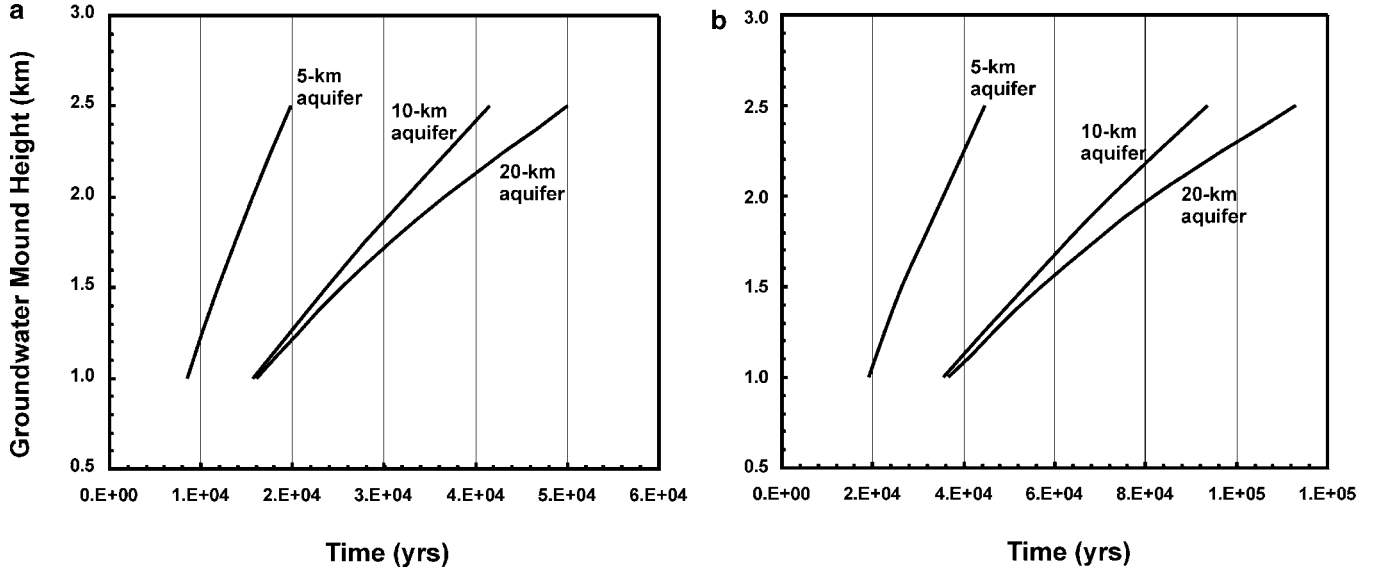 a
Groundwater Mound Height (km)
3.0
2.5
2.0
1.5
1.0
0.5
5-km
aquifer
10-km
aquifer
20-km
aquifer
0.E+00 1.E+04 2.E+04 3.E+04 4.E+04 5.E+04 6.E+04
Time (yrs)
b
3.0
2.5
2.0
1.5
1.0
0.5
5-km
aquifer
10-km
aquifer
20-km
aquifer
0.E+00 2.E+04 4.E+04 6.E+04 8.E+04 1.E+05 1.E+05
Time (yrs)